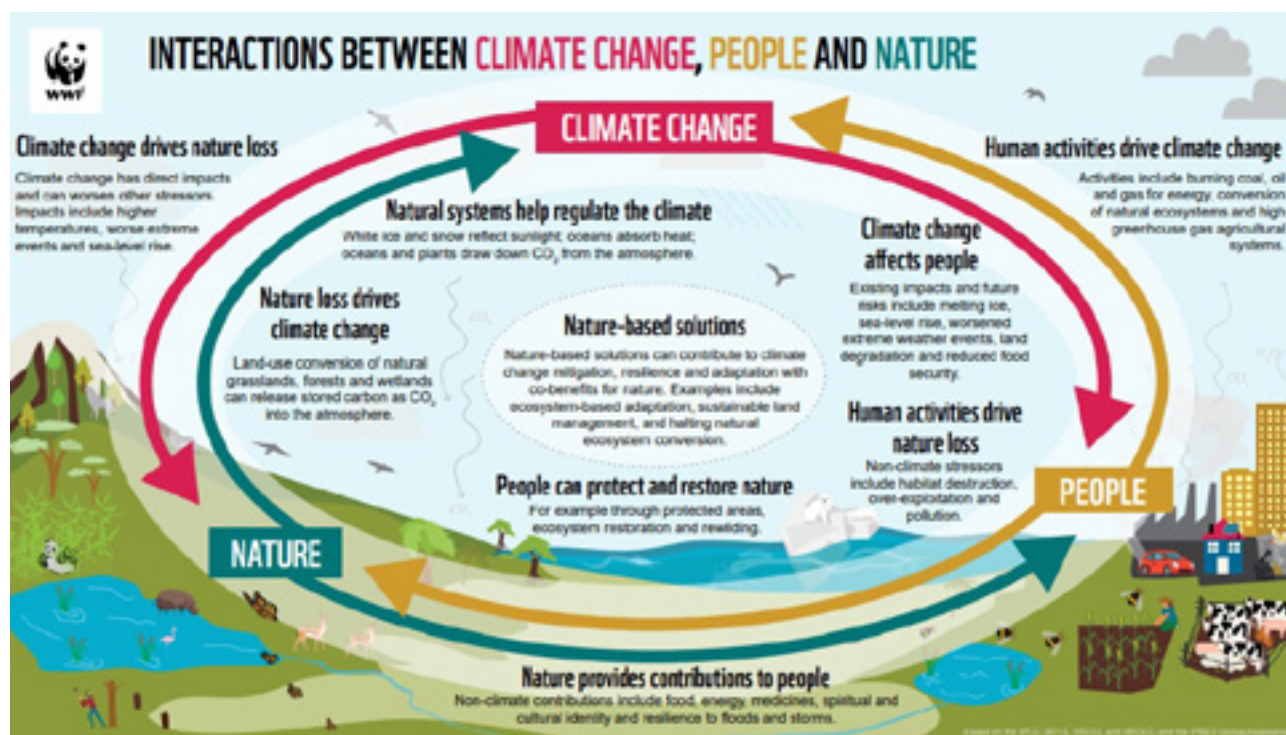 WWF
INTERACTIONS BETWEEN CLIMATE CHANGE, PEOPLE AND NATURE
CLIMATE CHANGE
Climate change drives nature loss
Climate change has direct impacts
and can worsen other stressors.
Impacts include higher
temperatures, worse extreme
events and sea-level rise.
Human activities drive climate change
Activities include burning coal, oil
and gas for energy, conversion
of natural ecosystems and high
greenhouse gas agricultural
systems.
Natural systems help regulate the climate
White ice and snow reflect sunlight; oceans absorb heat;
oceans and plants draw down CO₂ from the atmosphere.
Climate change
affects people
Existing impacts and future
risks include melting ice,
sea-level rise, worsened
extreme weather events, land
degradation and reduced food
security.
Nature loss drives
climate change
Land-use conversion of natural
grasslands, forests and wetlands
can release stored carbon as CO₂
into the atmosphere.
Nature-based solutions
Nature-based solutions can contribute to climate
change mitigation, resilience and adaptation with
co-benefits for nature. Examples include
ecosystem-based adaptation, sustainable land
management, and halting natural
ecosystem conversion.
Human activities drive
nature loss
Non-climate stressors
include habitat destruction,
over-exploitation and
pollution.
People can protect and restore nature
For example through protected areas,
ecosystem restoration and rewilding.
PEOPLE
NATURE
Nature provides contributions to people
Non-climate contributions include food, energy, medicines, spiritual and
cultural identity and resilience to floods and storms.